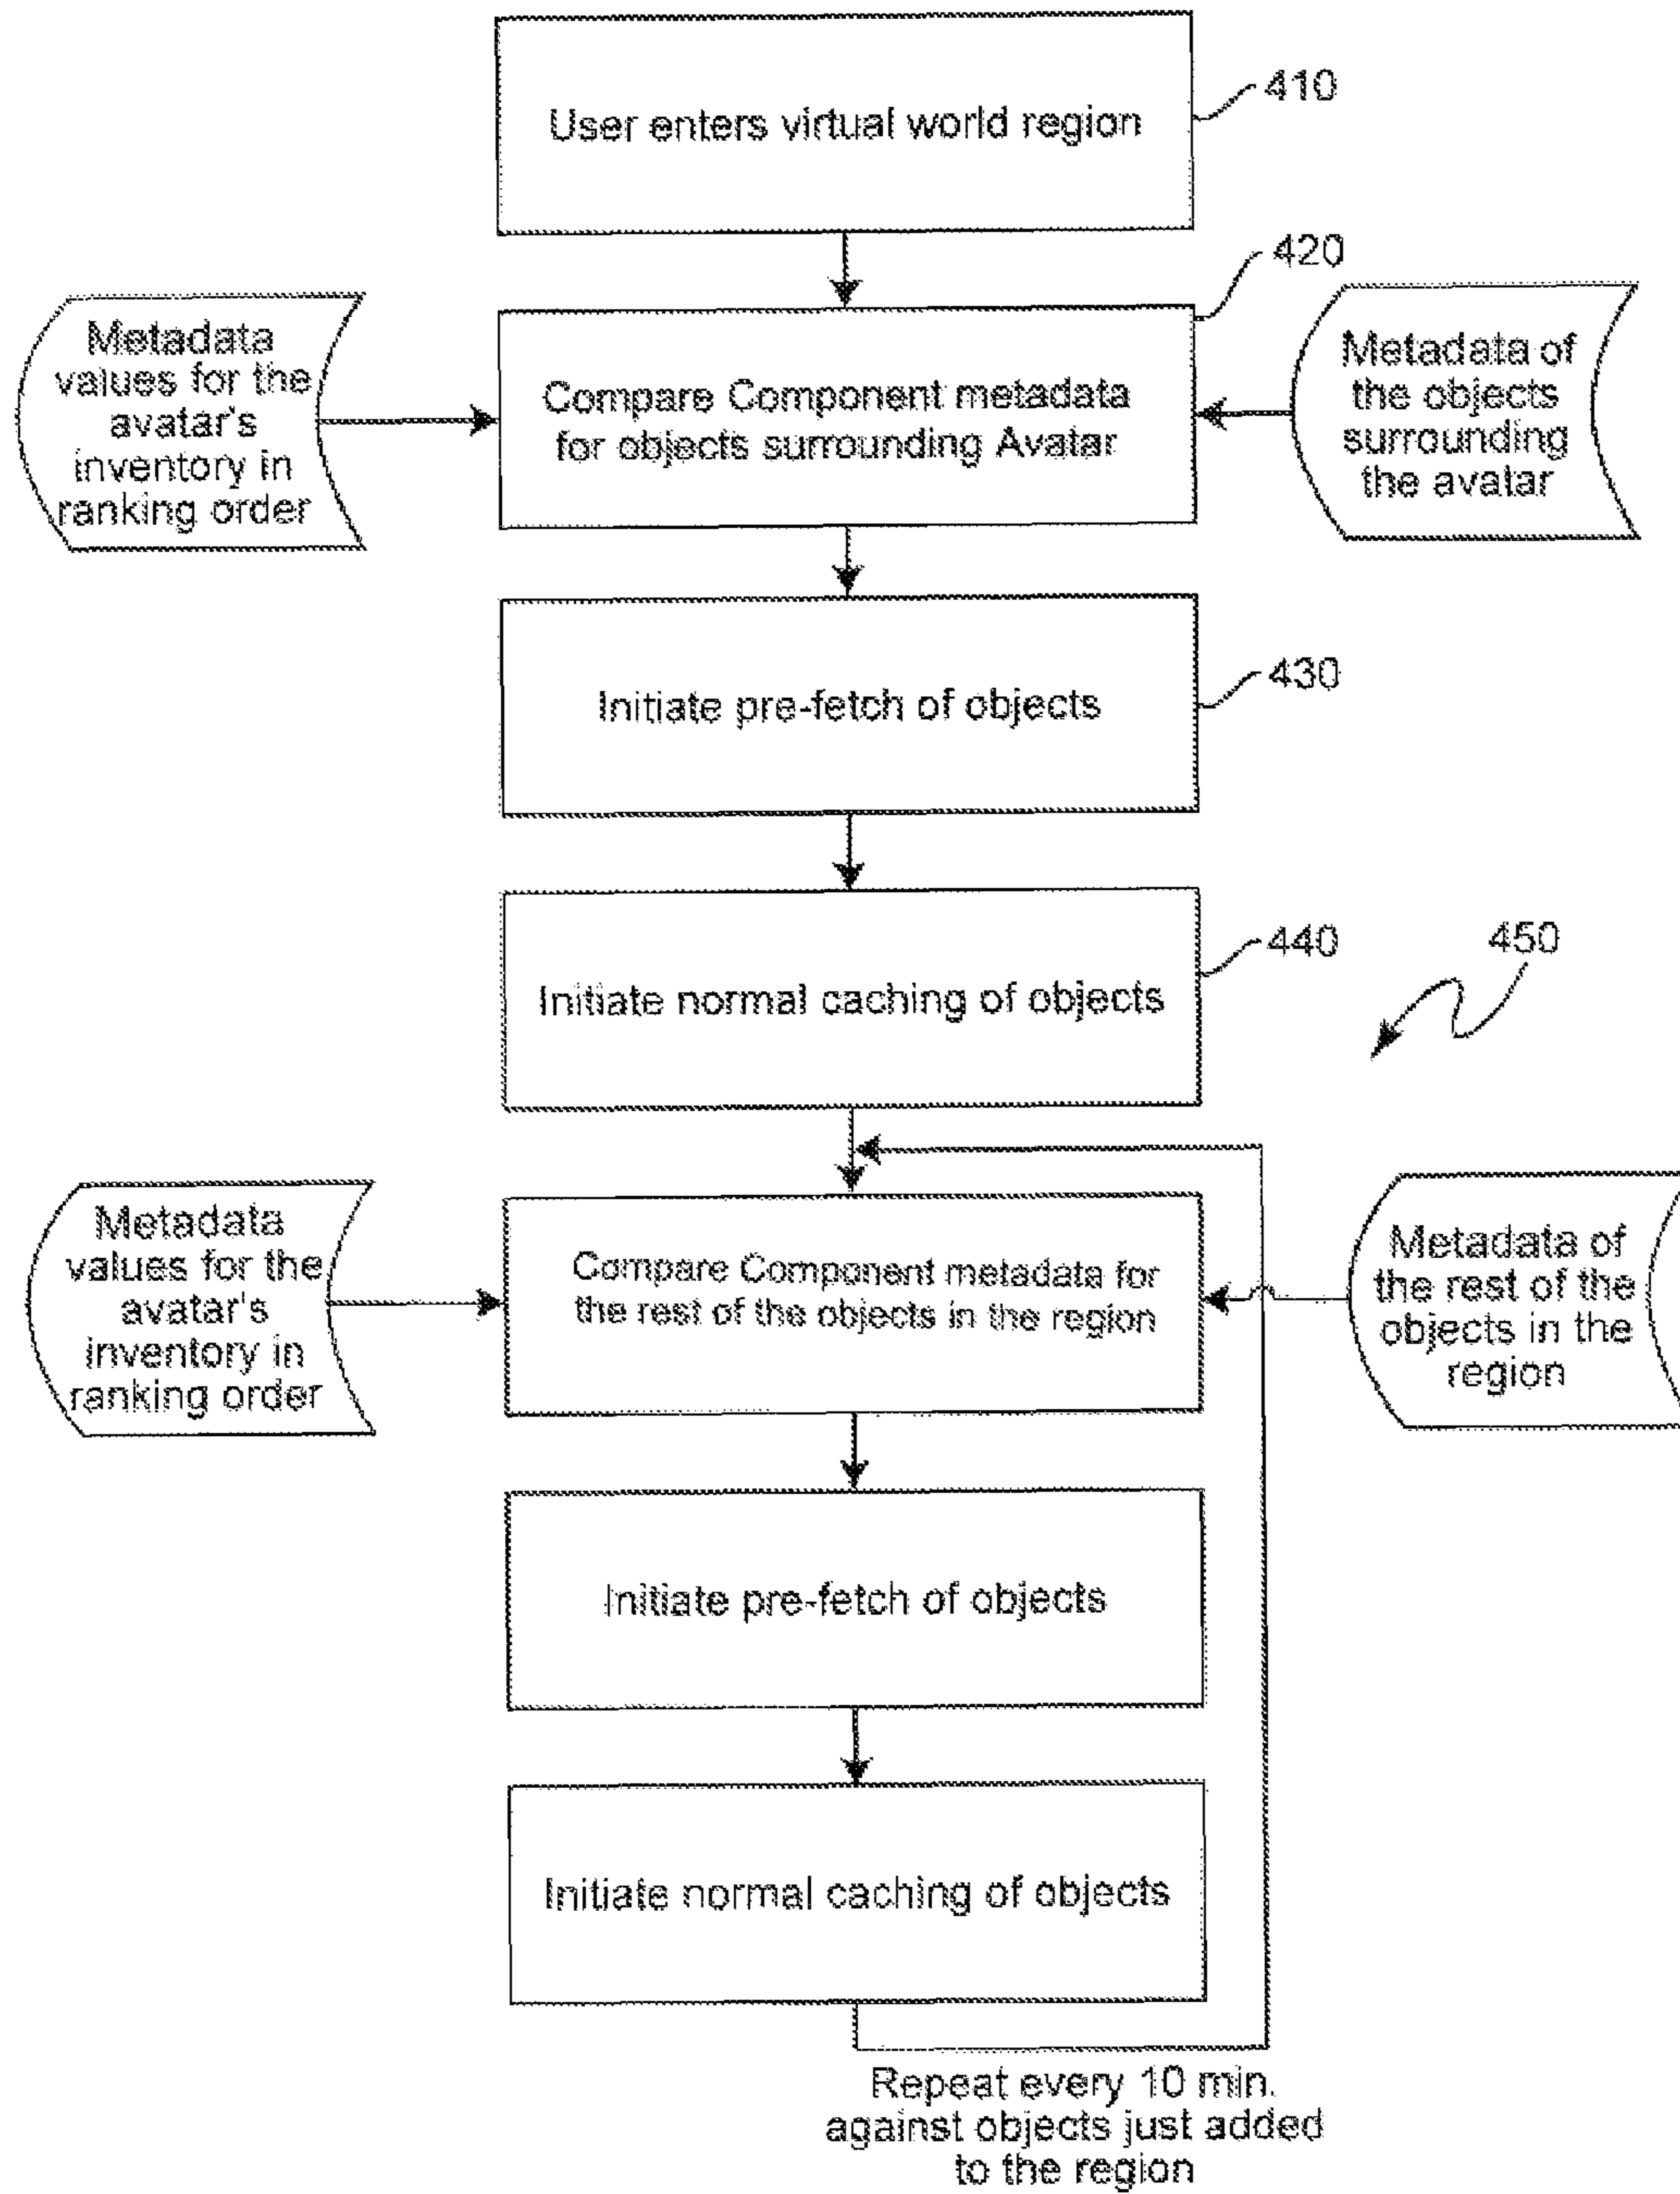 User enters virtual world region
410
420
Metadata
values for the
avatar's
inventory in
ranking order
Compare Component metadata
for objects surrounding Avatar
Metadata of
the objects
surrounding
the avatar
Initiate pre-fetch of objects
430
Initiate normal caching of objects
440
450
Metadata
values for the
avatar's
inventory in
ranking order
Compare Component metadata for
the rest of the objects in the region
Metadata of
the rest of the
objects in the
region
Initiate pre-fetch of objects
Initiate normal caching of objects
Repeat every 10 min.
against objects just added
to the region